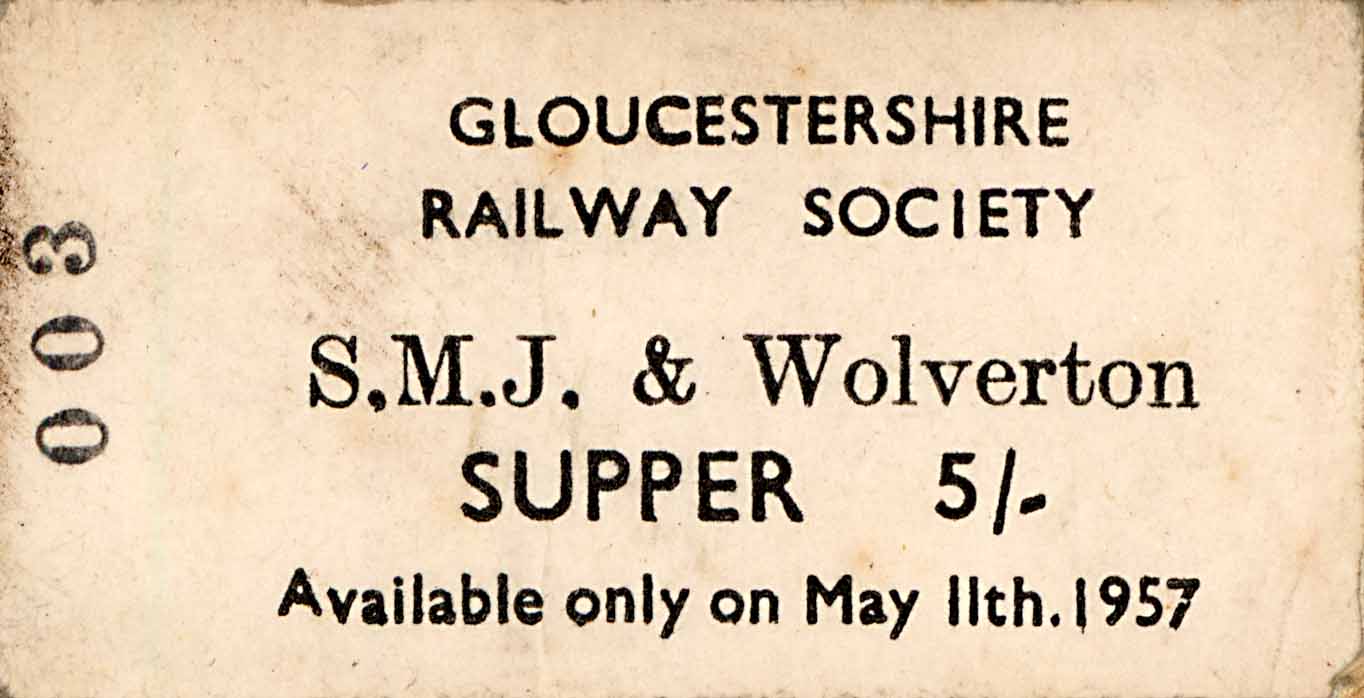 GLOUCESTERSHIRE
RAILWAY SOCIETY
S.M.J. & Wolverton
SUPPER 5/-
Available only on May 11th. 1957
003